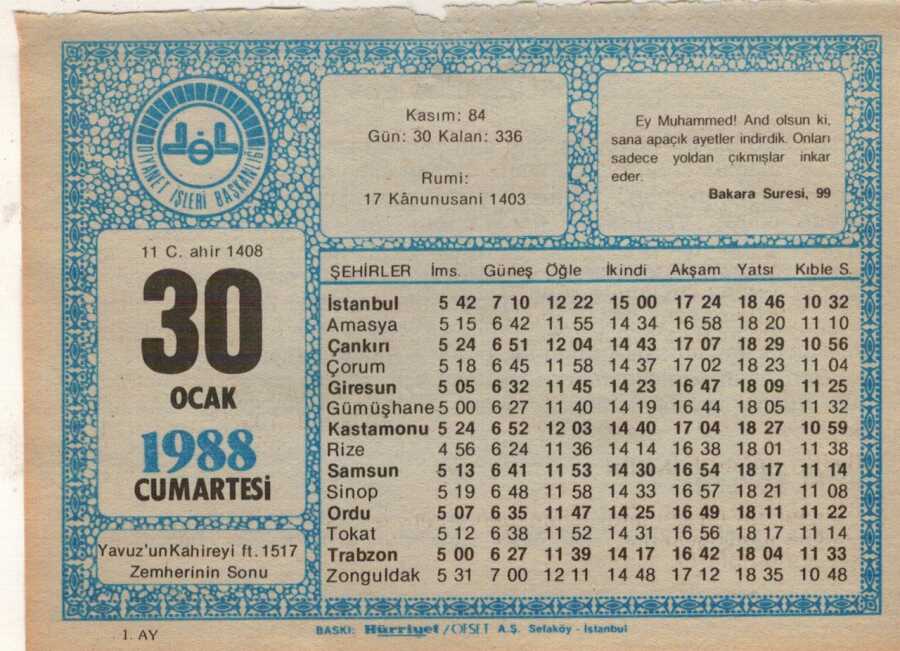 DİYANET İŞLERİ BAŞKANLIĞI
Kasım: 84
Gün: 30 Kalan: 336
Rumi:
17 Kânunusani 1403
Ey Muhammed! And olsun ki,
sana apaçık ayetler indirdik. Onları
sadece yoldan çıkmışlar inkar
eder.
Bakara Suresi, 99
11 C. ahir 1408
30
OCAK
1988
CUMARTESİ
Yavuz'un Kahireyi ft. 1517
Zemherinin Sonu
ŞEHİRLER İms. Güneş Öğle İkindi Akşam Yatsı Kıble S.
İstanbul 5 42 7 10 12 22 15 00 17 24 18 46 10 32
Amasya 5 15 6 42 11 55 14 34 16 58 18 20 11 10
Çankırı 5 24 6 51 12 04 14 43 17 07 18 29 10 56
Çorum 5 18 6 45 11 58 14 37 17 02 18 23 11 04
Giresun 5 05 6 32 11 45 14 23 16 47 18 09 11 25
Gümüşhane 5 00 6 27 11 40 14 19 16 44 18 05 11 32
Kastamonu 5 24 6 52 12 03 14 40 17 04 18 27 10 59
Rize 4 56 6 24 11 36 14 14 16 38 18 01 11 38
Samsun 5 13 6 41 11 53 14 30 16 54 18 17 11 14
Sinop 5 19 6 48 11 58 14 33 16 57 18 21 11 08
Ordu 5 07 6 35 11 47 14 25 16 49 18 11 11 22
Tokat 5 12 6 38 11 52 14 31 16 56 18 17 11 14
Trabzon 5 00 6 27 11 39 14 17 16 42 18 04 11 33
Zonguldak 5 31 7 00 12 11 14 48 17 12 18 35 10 48
1. AY
BASKI: Hürriyet / OFSET A.Ş. Sefaköy - İstanbul